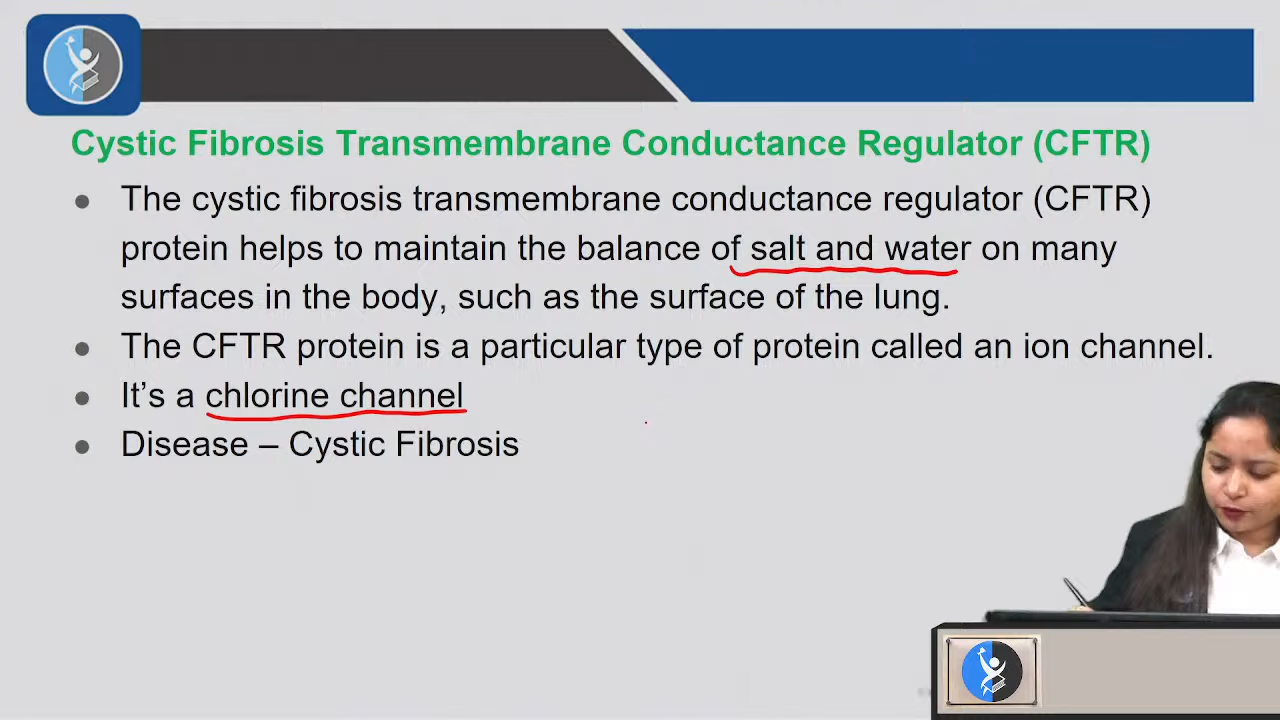 Cystic Fibrosis Transmembrane Conductance Regulator (CFTR)
● The cystic fibrosis transmembrane conductance regulator (CFTR)
protein helps to maintain the balance of salt and water on many
surfaces in the body, such as the surface of the lung.
● The CFTR protein is a particular type of protein called an ion channel.
● It’s a chlorine channel
● Disease – Cystic Fibrosis